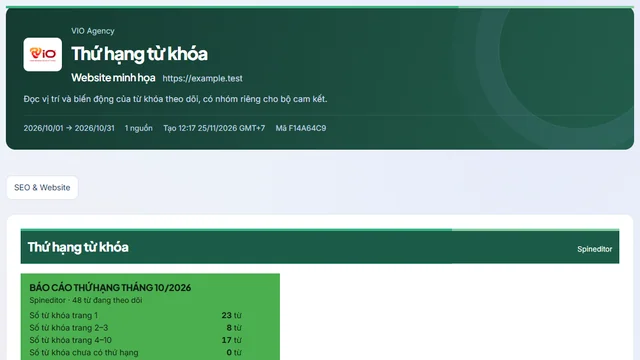 VIO Agency
ViO
Thứ hạng từ khóa
Website minh họa https://example.test
Đọc vị trí và biến động của từ khóa theo dõi, có nhóm riêng cho bộ cam kết.
2026/10/01 → 2026/10/31 1 nguồn Tạo 12:17 25/11/2026 GMT+7 Mã F14A64C9
SEO & Website
Thứ hạng từ khóa Spineditor
BÁO CÁO THỨ HẠNG THÁNG 10/2026
Spineditor · 48 từ đang theo dõi
Số từ khóa trang 1 23 từ
Số từ khóa trang 2–3 8 từ
Số từ khóa trang 4–10 17 từ
Số từ khóa chưa có thứ hạng 0 từ